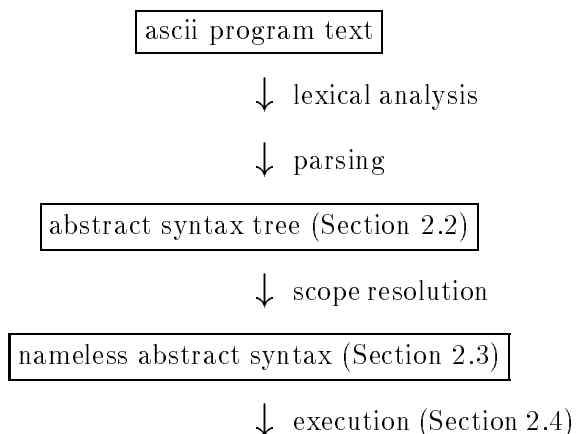 ascii program text
↓ lexical analysis
↓ parsing
abstract syntax tree (Section 2.2)
↓ scope resolution
nameless abstract syntax (Section 2.3)
↓ execution (Section 2.4)